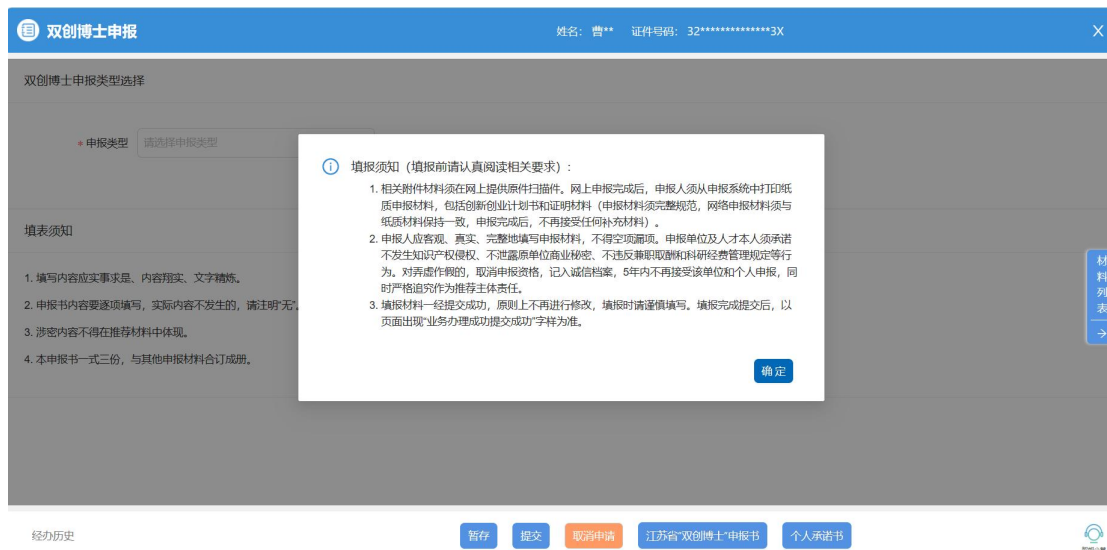 双创博士申报
姓名： 曹** 证件号码： 32**************3X
X
双创博士申报类型选择
* 申报类型 请选择申报类型
填报须知（填报前请认真阅读相关要求）:
1. 相关附件材料须在网上提供原件扫描件。网上申报完成后，申报人须从申报系统中打印纸
质申报材料，包括创新创业计划书和证明材料（申报材料须完整规范，网络申报材料须与
纸质材料保持一致，申报完成后，不再接受任何补充材料）。
2. 申报人应客观、真实、完整地填写申报材料，不得空项漏项。申报单位及人才本人须承诺
不发生知识产权侵权、不泄露原单位商业秘密、不违反兼职取酬和科研经费管理规定等行
为。对弄虚作假的，取消申报资格，记入诚信档案，5年内不再接受该单位和个人申报，同
时严格追究作为推荐主体责任。
3. 填报材料一经提交成功，原则上不再进行修改，填报时请谨慎填写。填报完成提交后，以
页面出现“业务办理成功提交成功”字样为准。
确定
填表须知
1. 填写内容应实事求是、内容翔实、文字精炼。
2. 申报书内容要逐项填写，实际内容不发生的，请注明“无”。
3. 涉密内容不得在推荐材料中体现。
4. 本申报书一式三份，与其他申报材料合订成册。
材
料
列
表
经办历史
暂存 提交 取消申请 江苏省“双创博士”申报书 个人承诺书